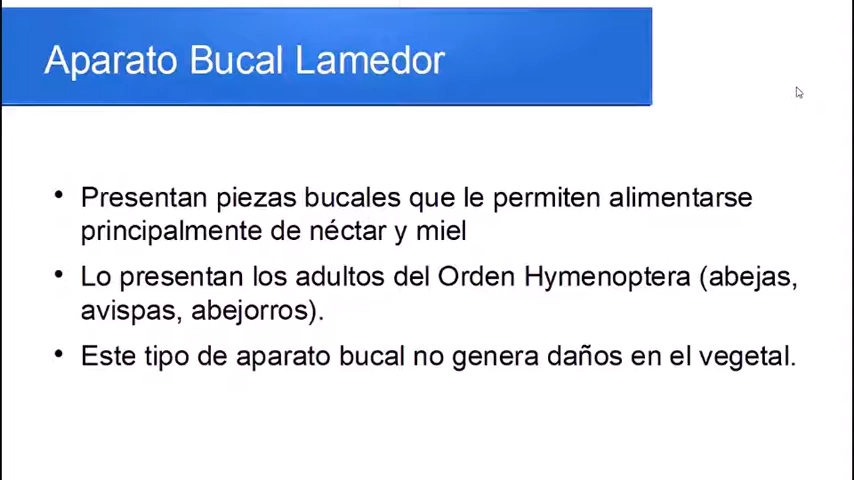 Aparato Bucal Lamedor
• Presentan piezas bucales que le permiten alimentarse
principalmente de néctar y miel
• Lo presentan los adultos del Orden Hymenoptera (abejas,
avispas, abejorros).
• Este tipo de aparato bucal no genera daños en el vegetal.